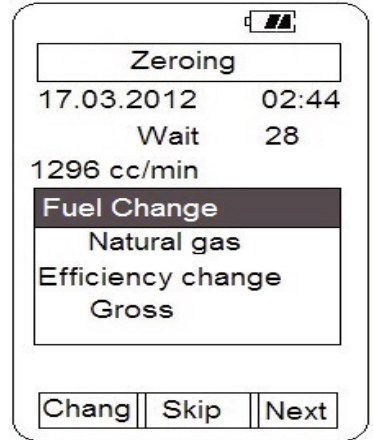 Zeroing
17.03.2012 02:44
Wait 28
1296 cc/min
Fuel Change
Natural gas
Efficiency change
Gross
Chang Skip Next